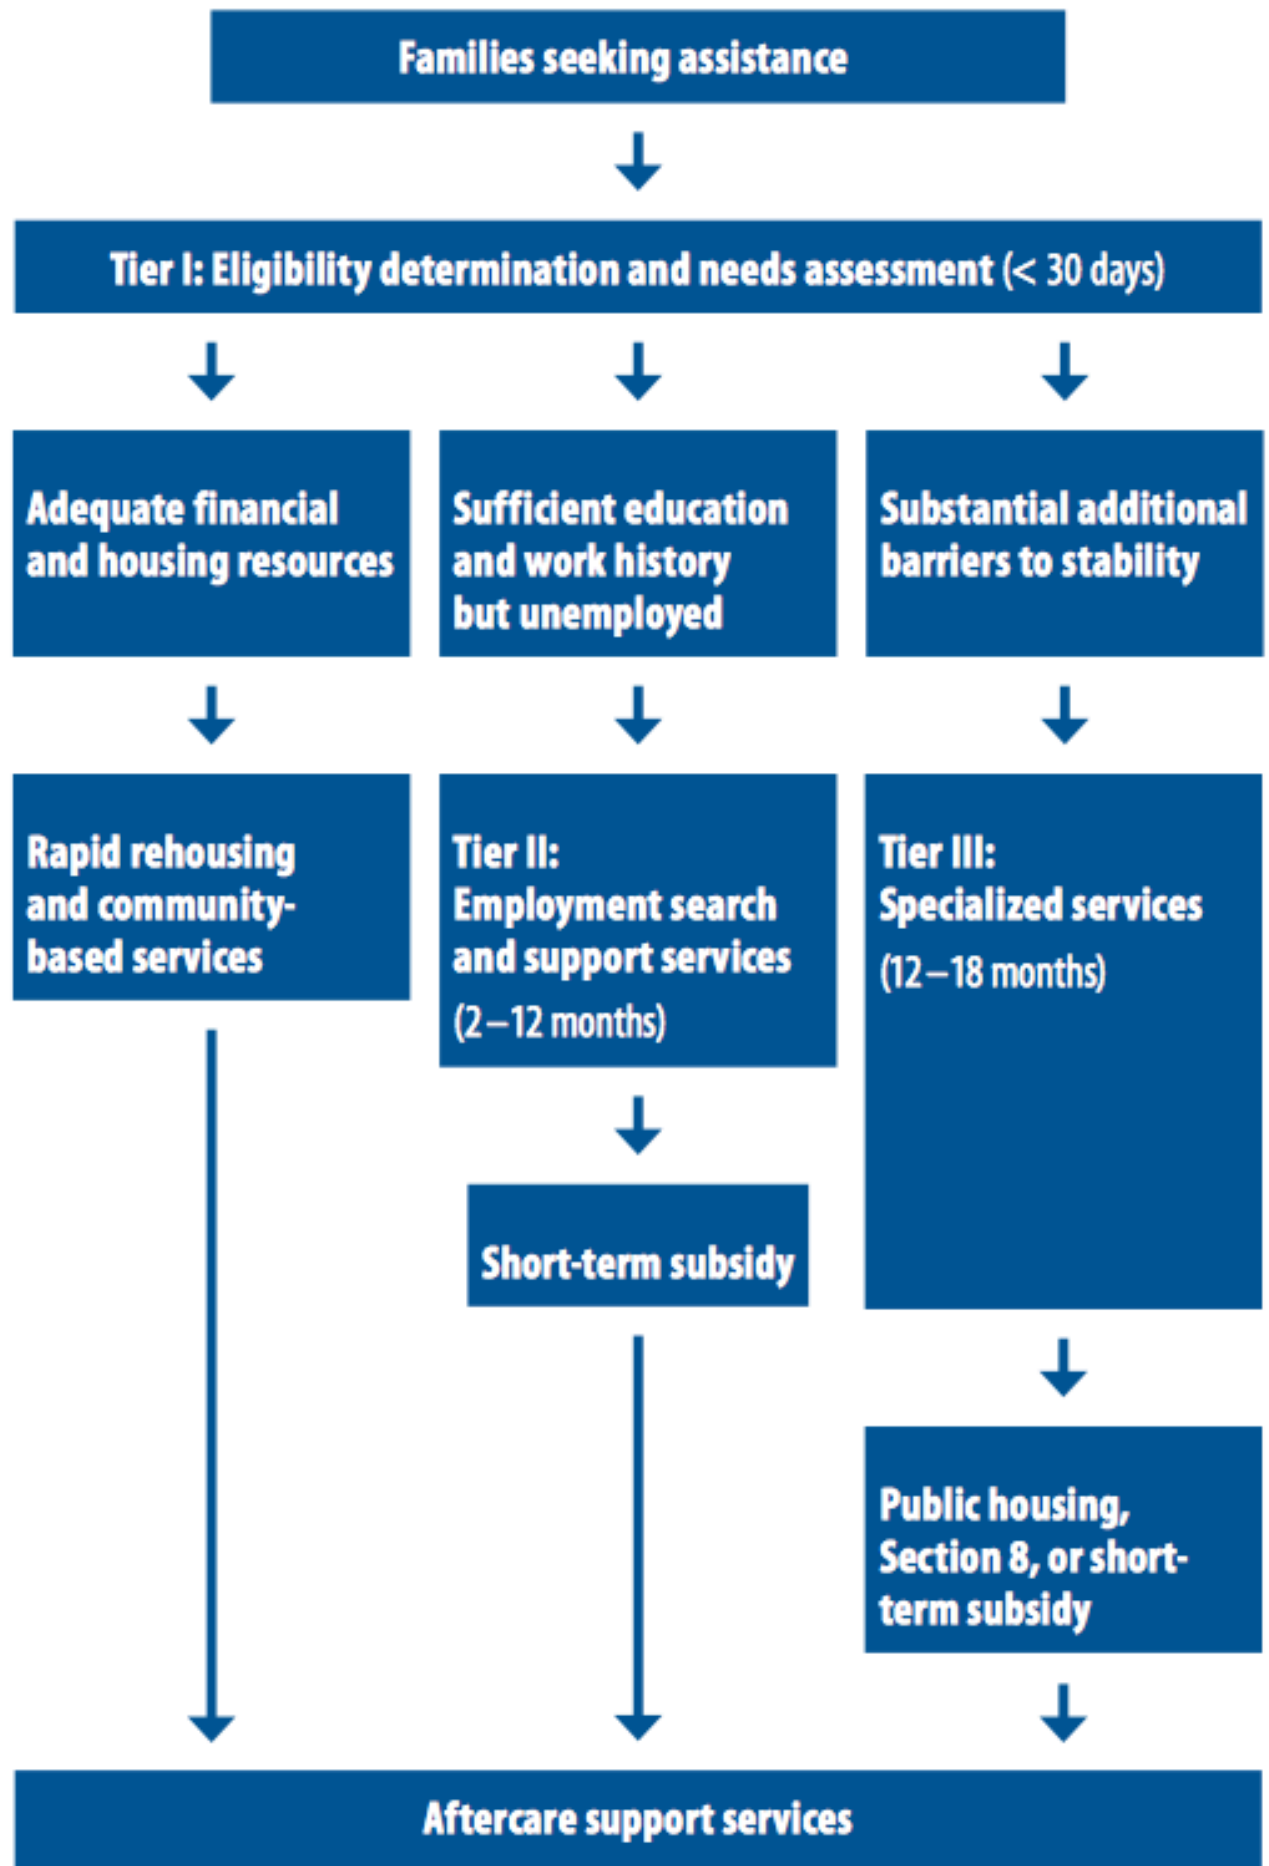 Families seeking assistance
Tier I: Eligibility determination and needs assessment (< 30 days)
Adequate financial
and housing resources
Sufficient education
and work history
but unemployed
Substantial additional
barriers to stability
Rapid rehousing
and community-
based services
Tier II:
Employment search
and support services
(2–12 months)
Tier III:
Specialized services
(12–18 months)
Short-term subsidy
Public housing,
Section 8, or short-
term subsidy
Aftercare support services